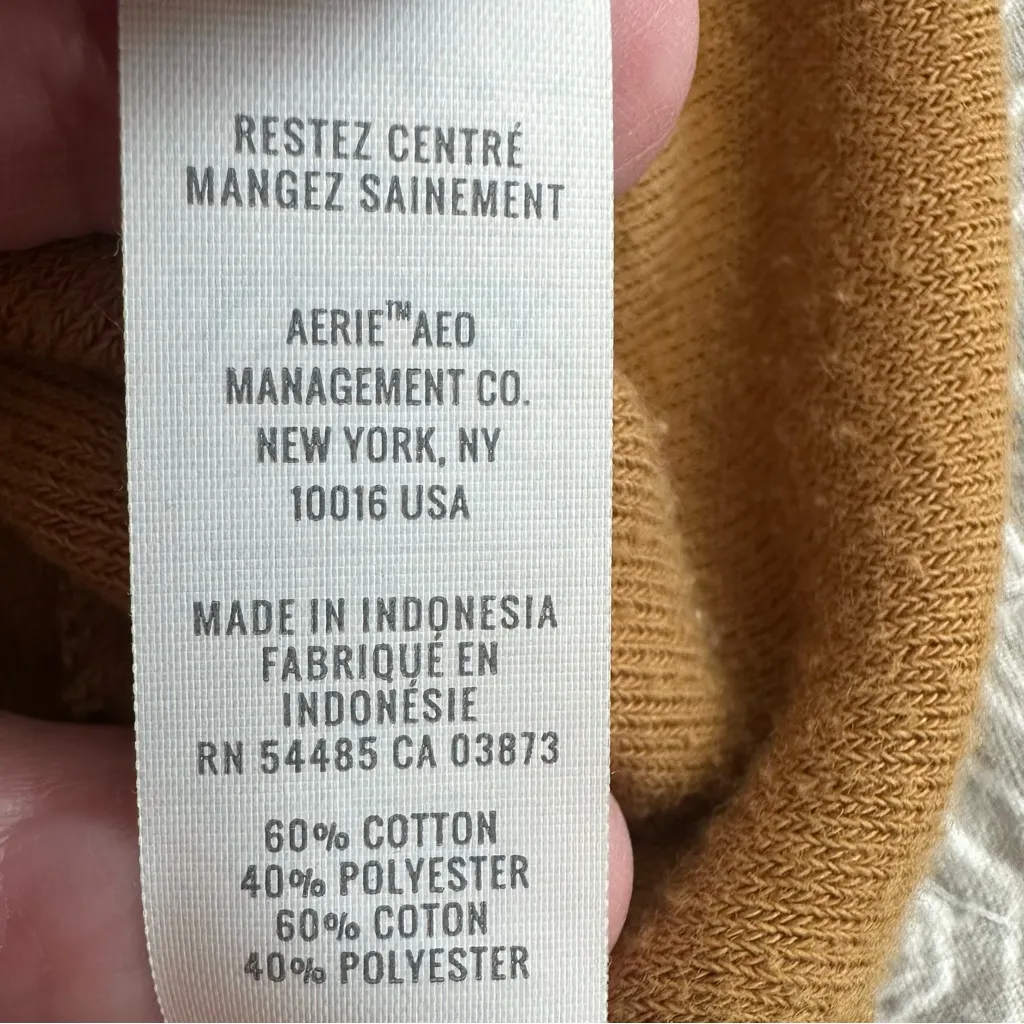 RESTEZ CENTRÉ
MANGEZ SAINEMENT
AERIE™AEO
MANAGEMENT CO.
NEW YORK, NY
10016 USA
MADE IN INDONESIA
FABRIQUÉ EN
INDONÉSIE
RN 54485 CA 03873
60% COTTON
40% POLYESTER
60% COTON
40% POLYESTER